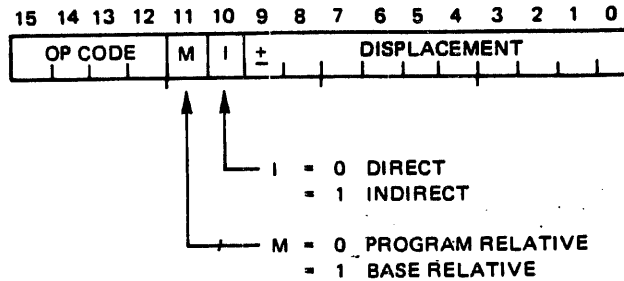 15 14 13 12 11 10 9 8 7 6 5 4 3 2 1 0
OP CODE M I ± DISPLACEMENT
I = 0 DIRECT
= 1 INDIRECT
M = 0 PROGRAM RELATIVE
= 1 BASE RELATIVE